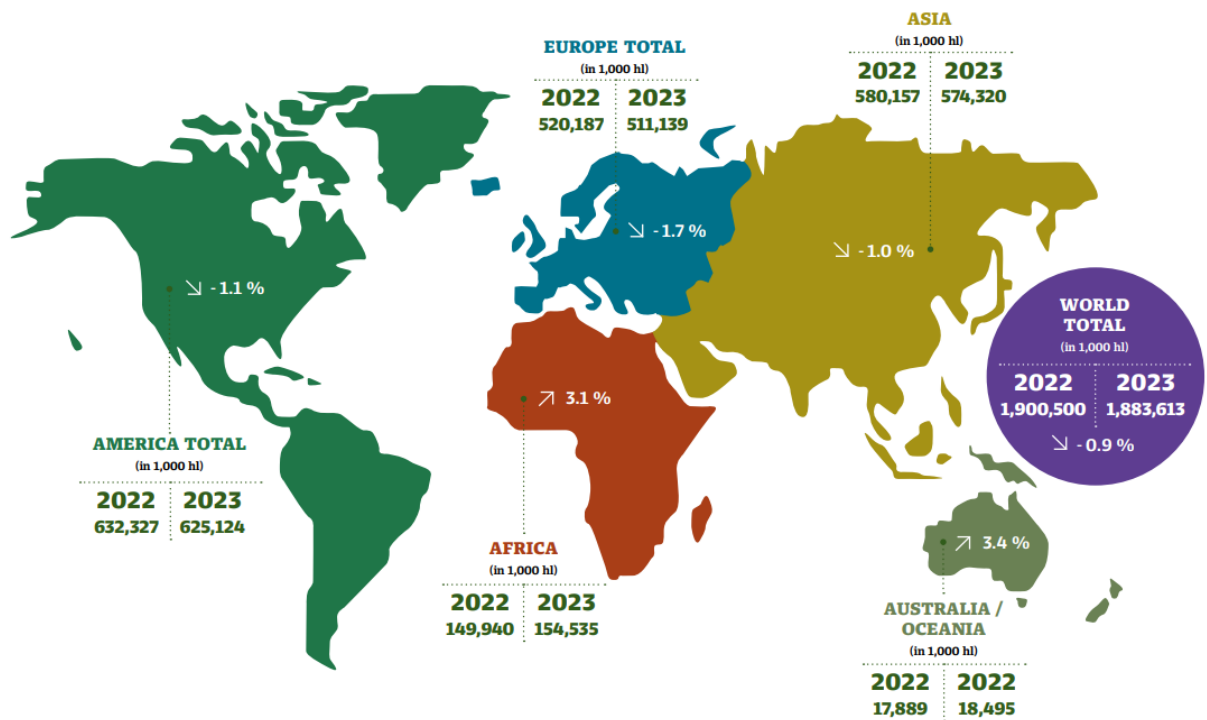 ASIA
(in 1,000 hl)
2022 2023
580,157 574,320
EUROPE TOTAL
(in 1,000 hl)
2022 2023
520,187 511,139
- 1.7 %
- 1.0 %
- 1.1 %
WORLD
TOTAL
(in 1,000 hl)
2022 2023
1,900,500 1,883,613
- 0.9 %
3.1 %
AMERICA TOTAL
(in 1,000 hl)
2022 2023
632,327 625,124
AFRICA
(in 1,000 hl)
2022 2023
149,940 154,535
3.4 %
AUSTRALIA /
OCEANIA
(in 1,000 hl)
2022 2022
17,889 18,495